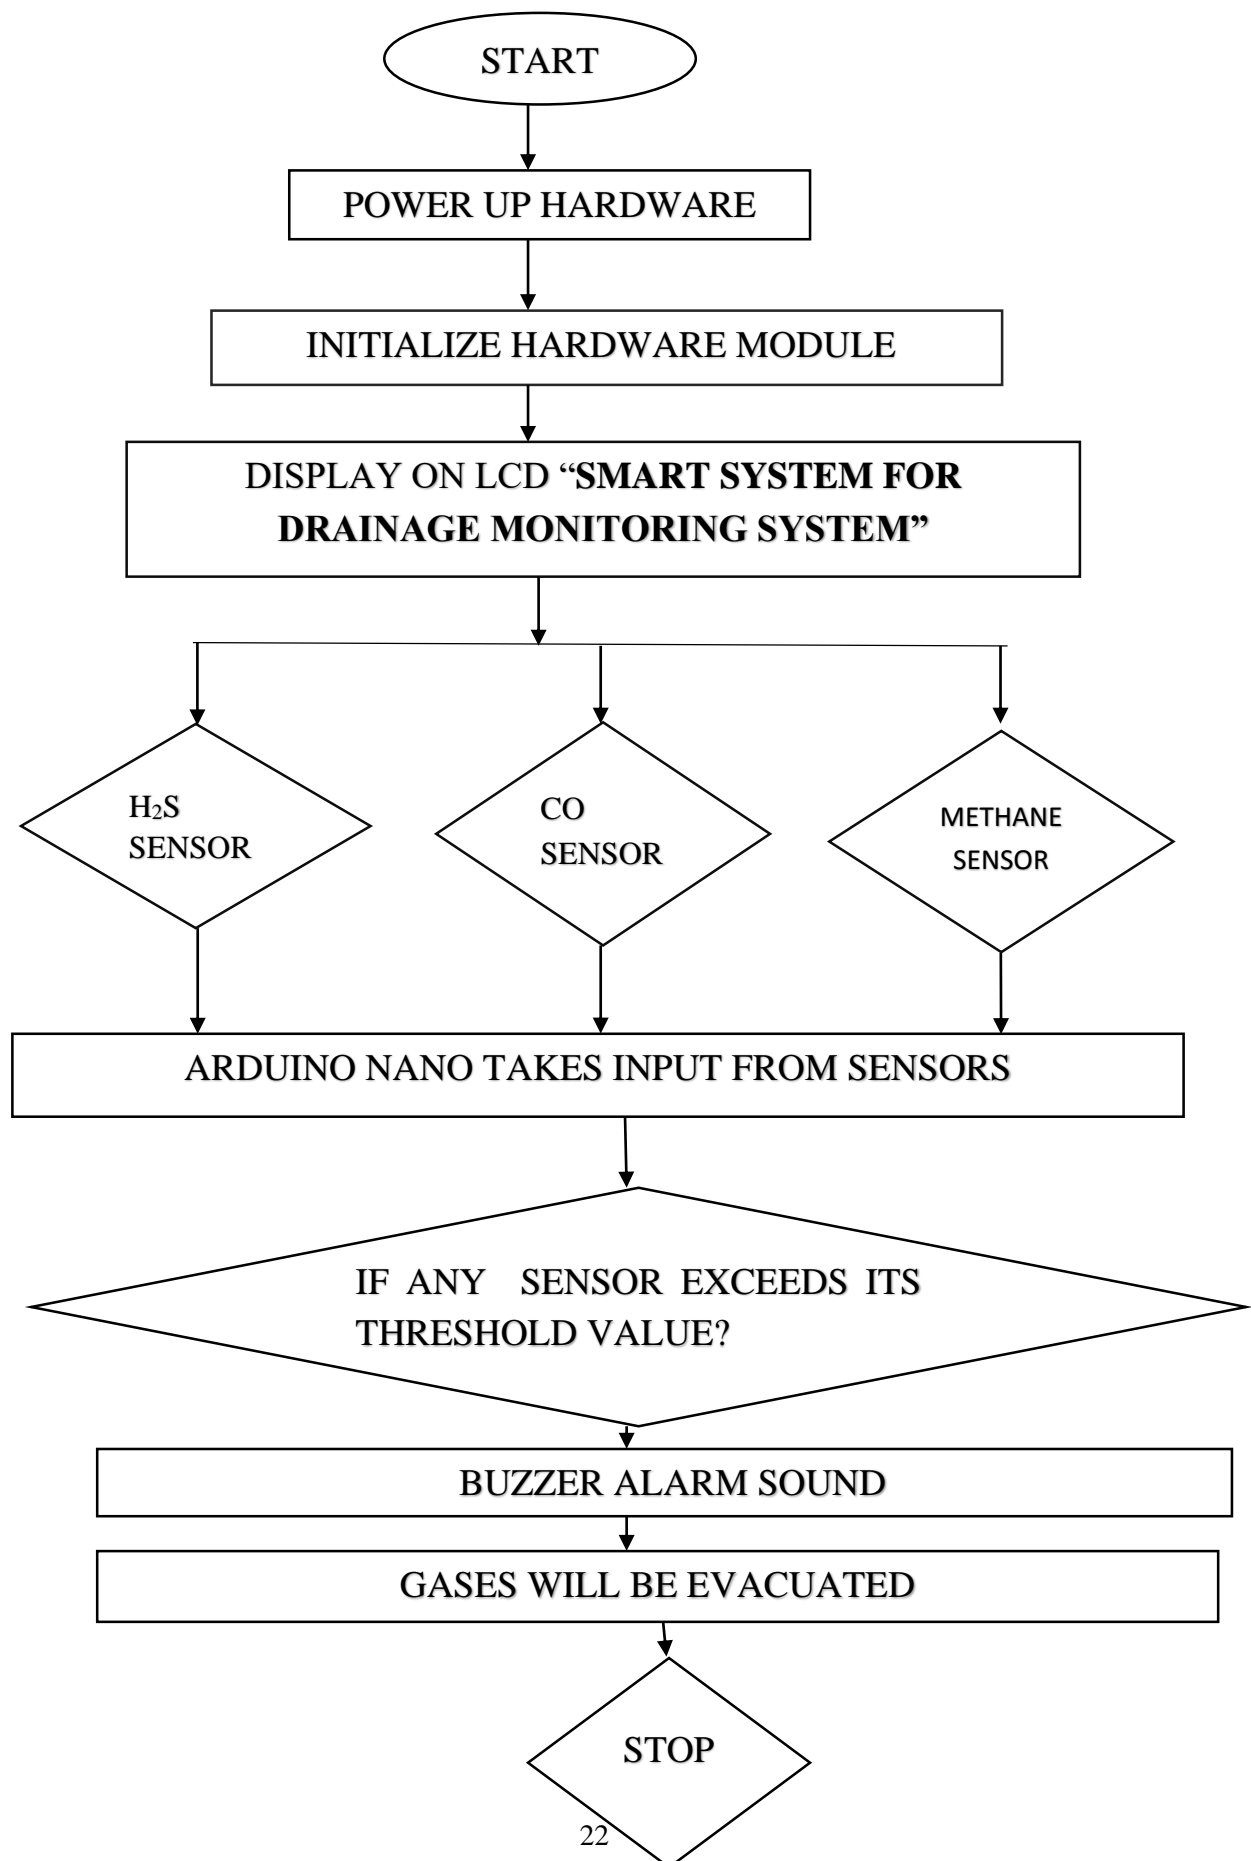 START
POWER UP HARDWARE
INITIALIZE HARDWARE MODULE
DISPLAY ON LCD “SMART SYSTEM FOR
DRAINAGE MONITORING SYSTEM”
H₂S
SENSOR
CO
SENSOR
METHANE
SENSOR
ARDUINO NANO TAKES INPUT FROM SENSORS
IF ANY SENSOR EXCEEDS ITS
THRESHOLD VALUE?
BUZZER ALARM SOUND
GASES WILL BE EVACUATED
STOP
22